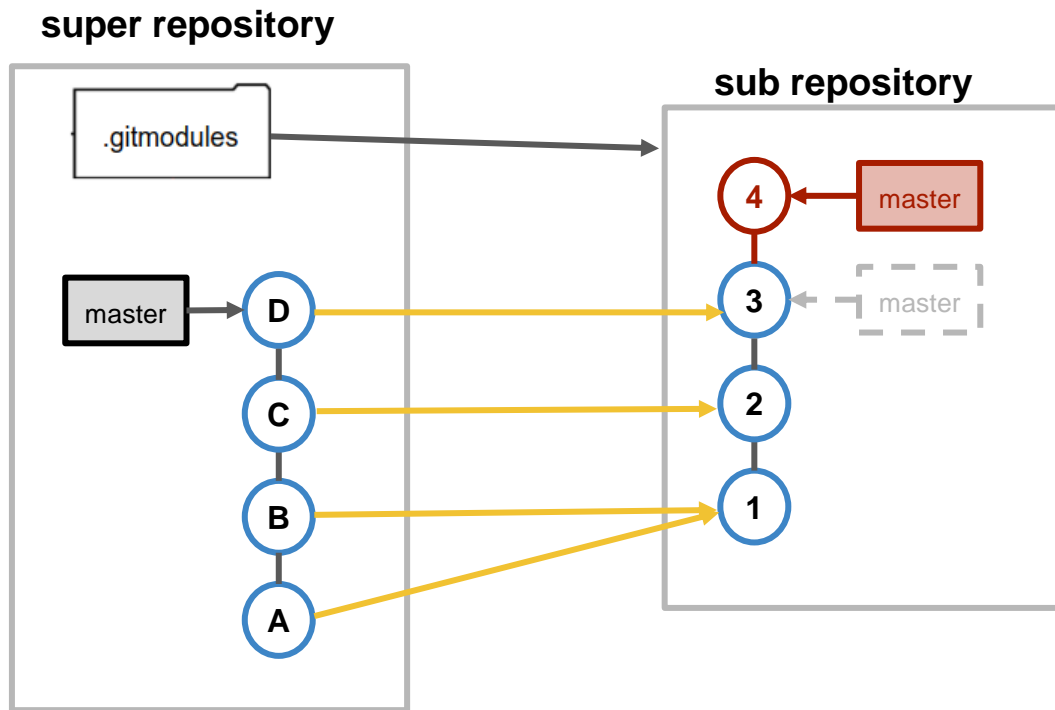 super repository
sub repository
.gitmodules
4
master
master
D
3
master
C
2
B
1
A